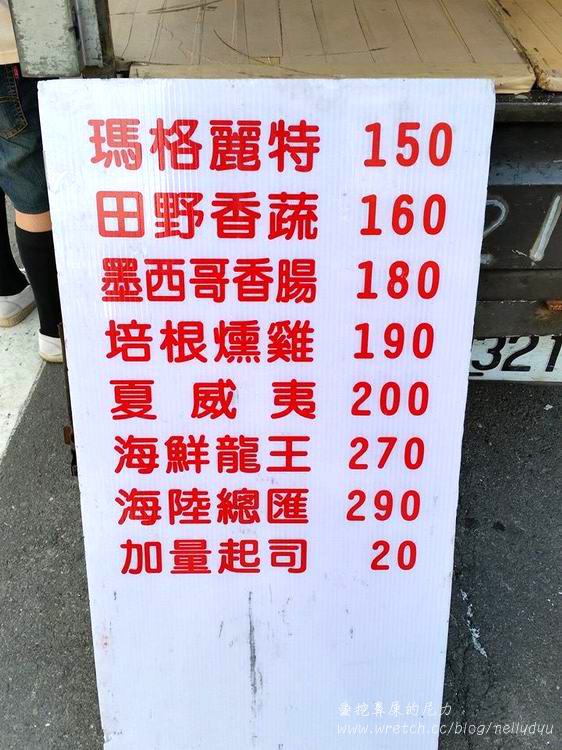 瑪格麗特 150
田野香蔬 160
墨西哥香腸 180
培根燻雞 190
夏威夷 200
海鮮龍王 270
海陸總匯 290
加量起司 20
321
www.wretch.cc/blog/nellydyu